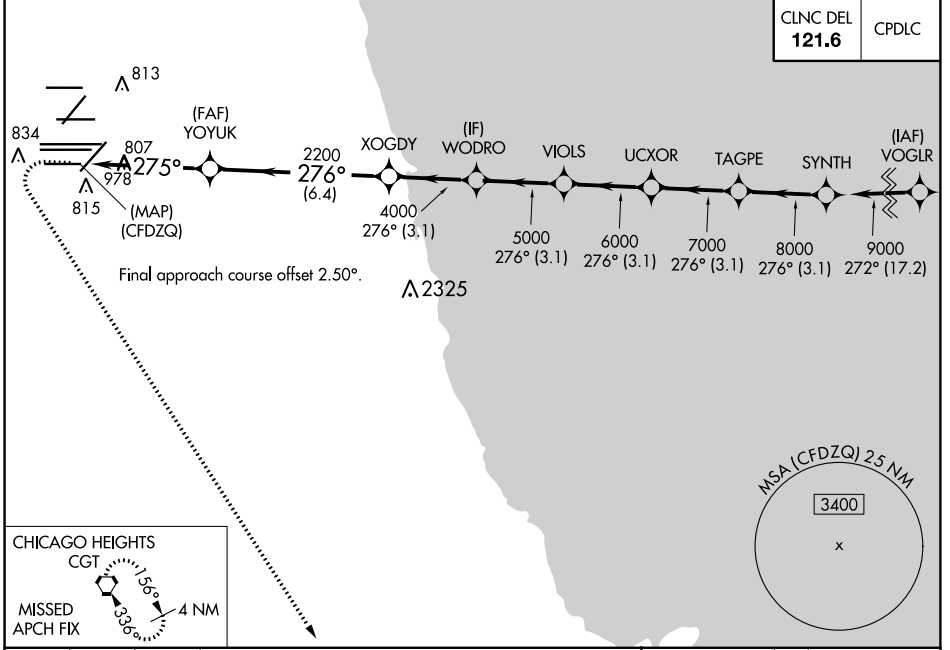 CLNC DEL
121.6
CPDLC
813
834
807
978
815
275°
(FAF)
YOYUK
2200
276°
(6.4)
XOGDY
(IF)
WODRO
VIOLS
UCXOR
TAGPE
SYNTH
(IAF)
VOGLR
4000
276° (3.1)
5000
276° (3.1)
6000
276° (3.1)
7000
276° (3.1)
8000
276° (3.1)
9000
272° (17.2)
(MAP)
(CFDZQ)
Final approach course offset 2.50°.
2325
MSA (CFDZQ) 25 NM
3400
x
CHICAGO HEIGHTS
CGT
156°
336°
4 NM
MISSED
APCH FIX